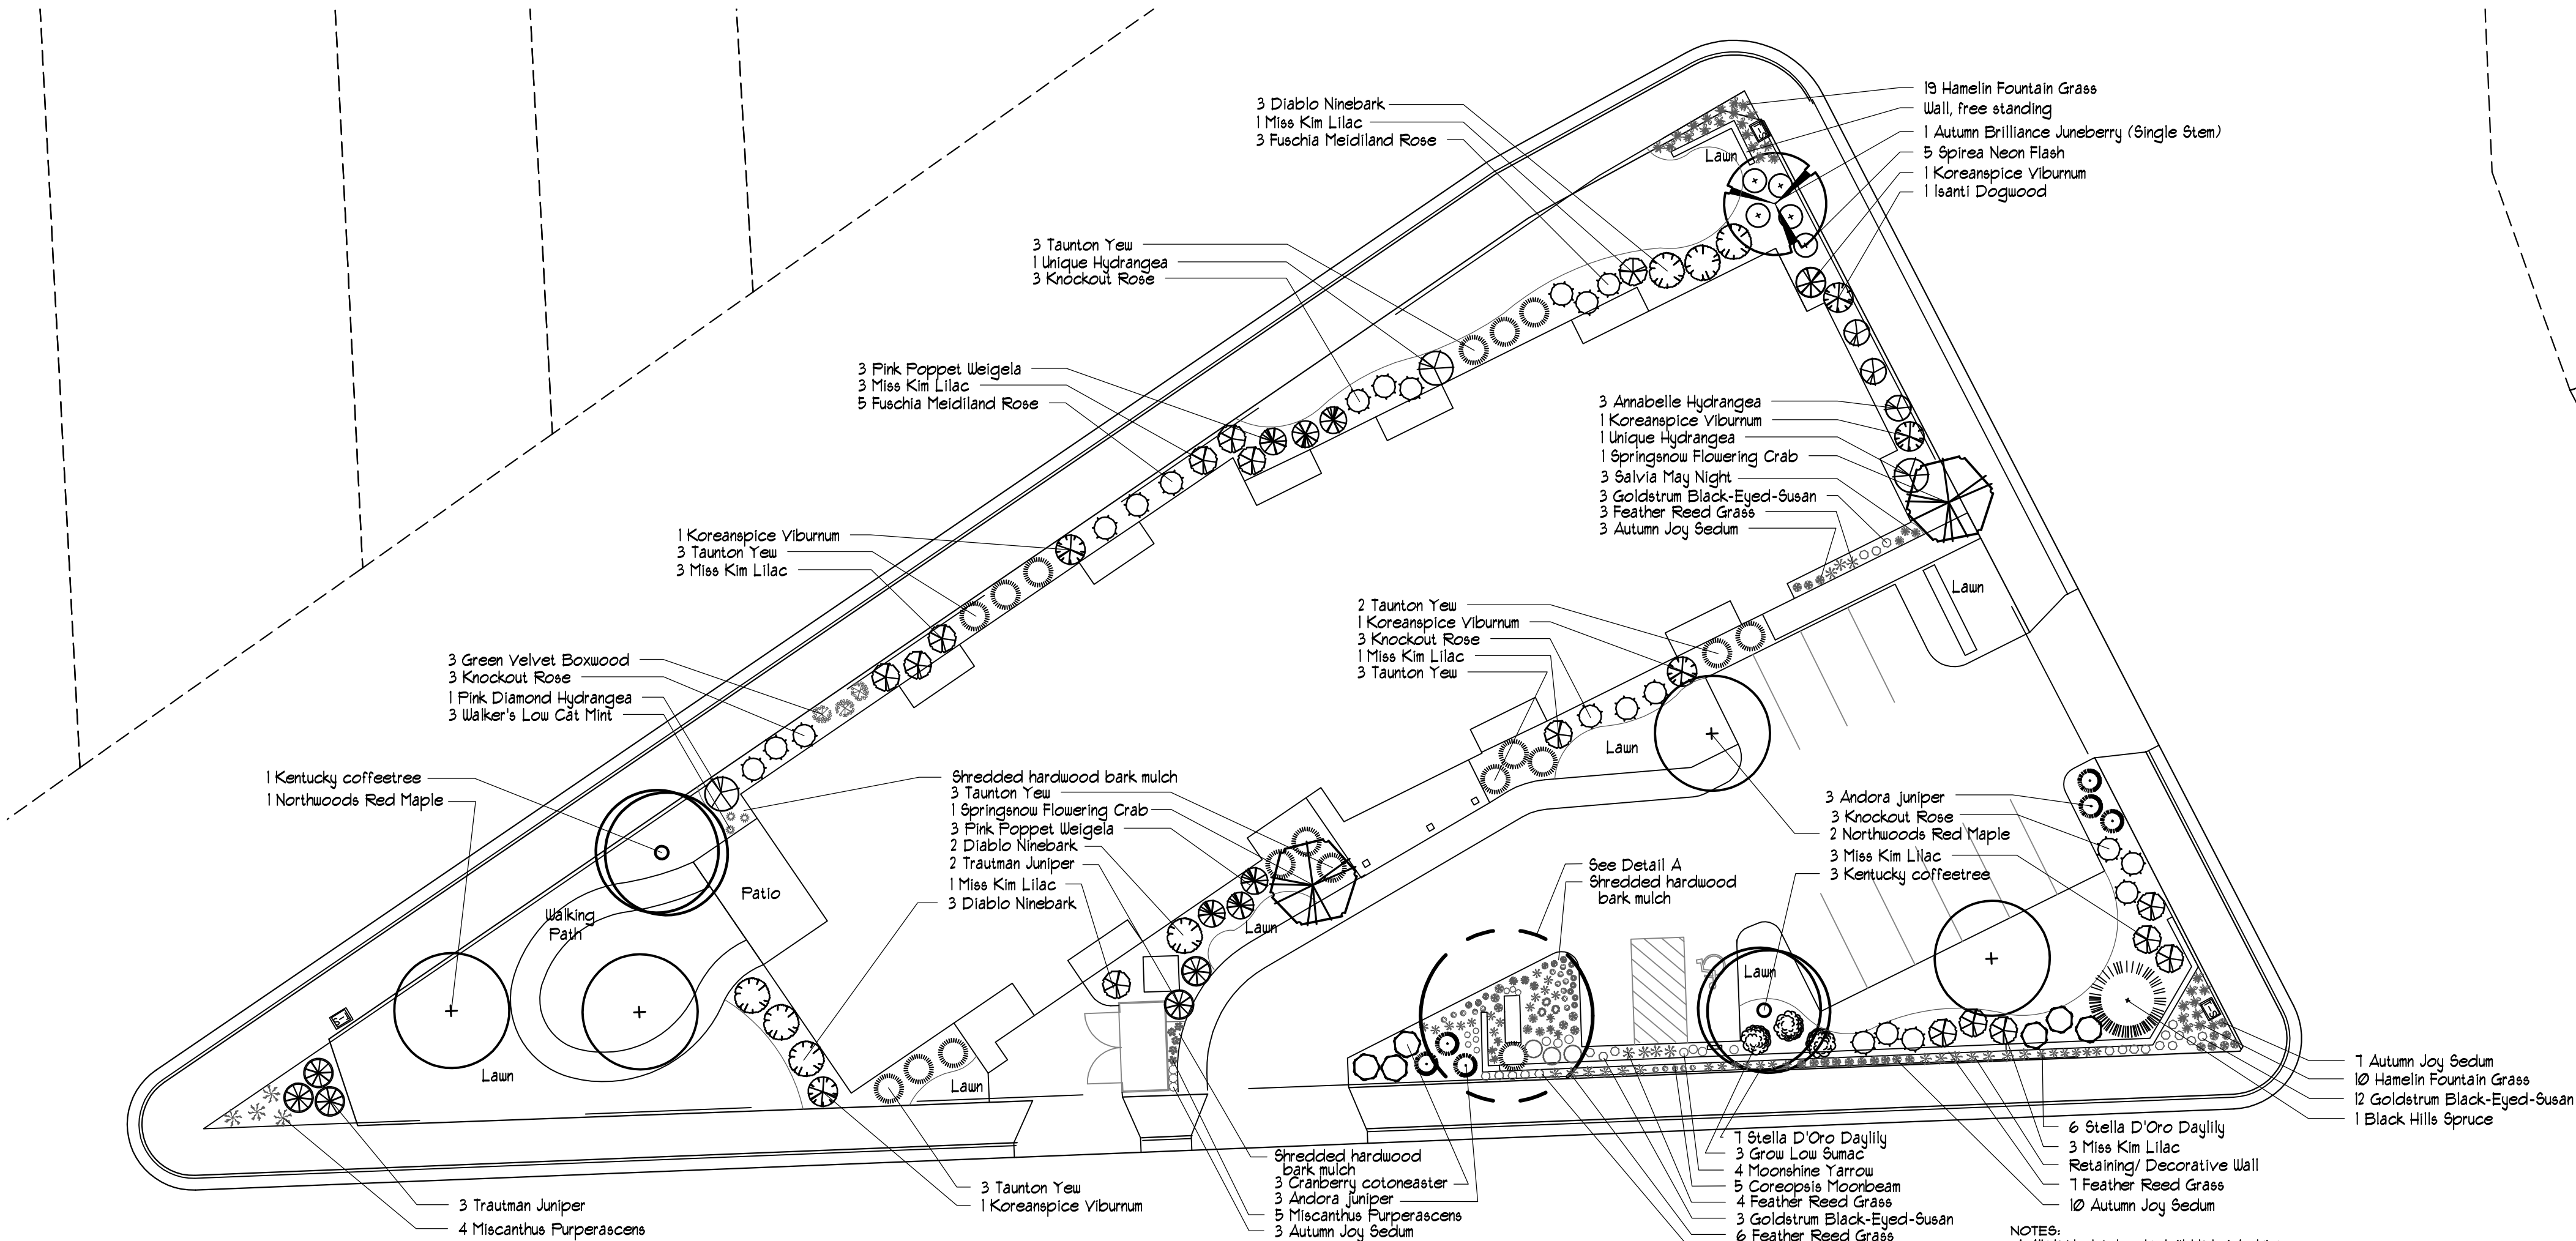 3 Diablo Ninebark
1 Miss Kim Lilac
3 Fuschia Meidiland Rose
19 Hamelin Fountain Grass
Wall, free standing
1 Autumn Brilliance Juneberry (Single Stem)
5 Spirea Neon Flash
1 Koreanspice Viburnum
1 Isanti Dogwood
Lawn
3 Taunton Yew
1 Unique Hydrangea
3 Knockout Rose
3 Pink Poppet Weigela
3 Miss Kim Lilac
5 Fuschia Meidiland Rose
3 Annabelle Hydrangea
1 Koreanspice Viburnum
1 Unique Hydrangea
1 Springsnow Flowering Crab
3 Salvia May Night
3 Goldstrum Black-Eyed-Susan
3 Feather Reed Grass
3 Autumn Joy Sedum
Lawn
1 Koreanspice Viburnum
3 Taunton Yew
3 Miss Kim Lilac
2 Taunton Yew
1 Koreanspice Viburnum
3 Knockout Rose
1 Miss Kim Lilac
3 Taunton Yew
Lawn
3 Green Velvet Boxwood
3 Knockout Rose
1 Pink Diamond Hydrangea
3 Walker's Low Cat Mint
1 Kentucky coffeetree
1 Northwoods Red Maple
Shredded hardwood bark mulch
3 Taunton Yew
1 Springsnow Flowering Crab
3 Pink Poppet Weigela
2 Diablo Ninebark
2 Trautman Juniper
1 Miss Kim Lilac
3 Diablo Ninebark
Patio
Walking
Path
Lawn
Lawn
Lawn
See Detail A
Shredded hardwood
bark mulch
3 Andora juniper
3 Knockout Rose
2 Northwoods Red Maple
3 Miss Kim Lilac
3 Kentucky coffeetree
Lawn
7 Autumn Joy Sedum
10 Hamelin Fountain Grass
12 Goldstrum Black-Eyed-Susan
1 Black Hills Spruce
6 Stella D'Oro Daylily
3 Miss Kim Lilac
Retaining/ Decorative Wall
7 Feather Reed Grass
10 Autumn Joy Sedum
7 Stella D'Oro Daylily
3 Grow Low Sumac
4 Moonshine Yarrow
5 Coreopsis Moonbeam
4 Feather Reed Grass
3 Goldstrum Black-Eyed-Susan
6 Feather Reed Grass
Shredded hardwood
bark mulch
3 Cranberry cotoneaster
3 Andora juniper
5 Miscanthus Purperascens
3 Autumn Joy Sedum
3 Taunton Yew
1 Koreanspice Viburnum
3 Trautman Juniper
4 Miscanthus Purperascens
NOTES: